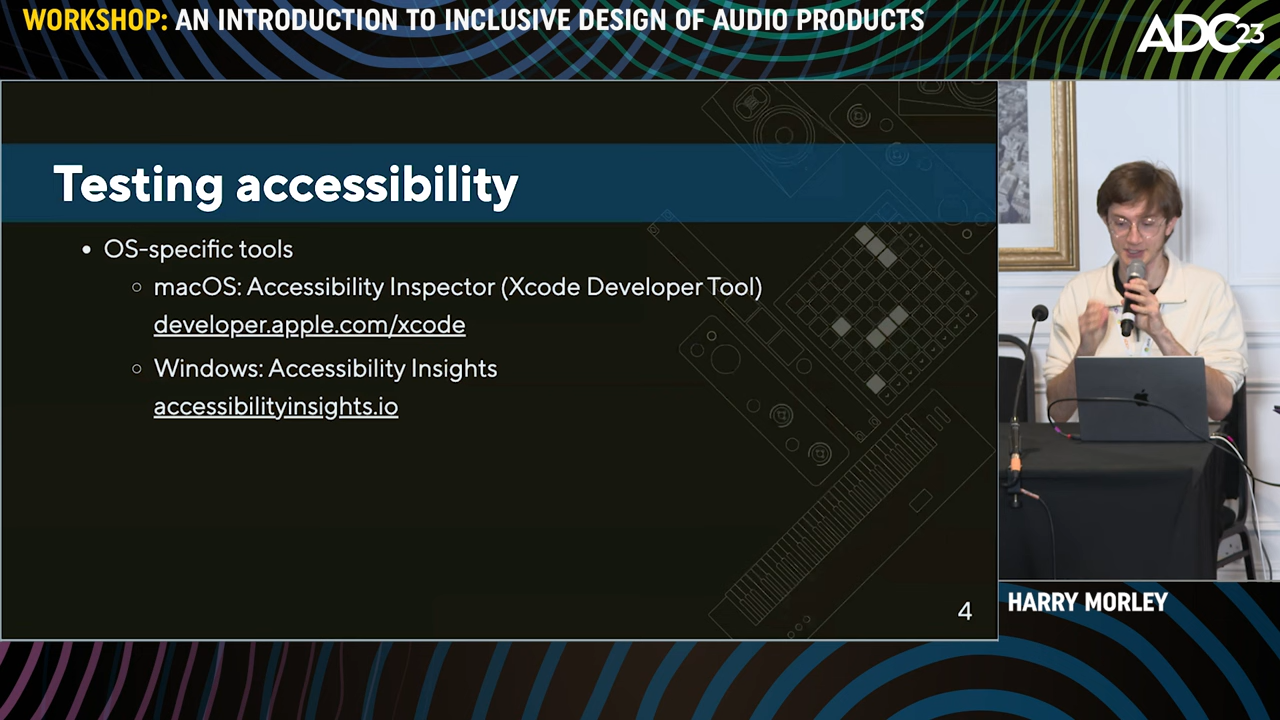 WORKSHOP: AN INTRODUCTION TO INCLUSIVE DESIGN OF AUDIO PRODUCTS
ADC23
Testing accessibility
• OS-specific tools
○ macOS: Accessibility Inspector (Xcode Developer Tool)
developer.apple.com/xcode
○ Windows: Accessibility Insights
accessibilityinsights.io
4
HARRY MORLEY